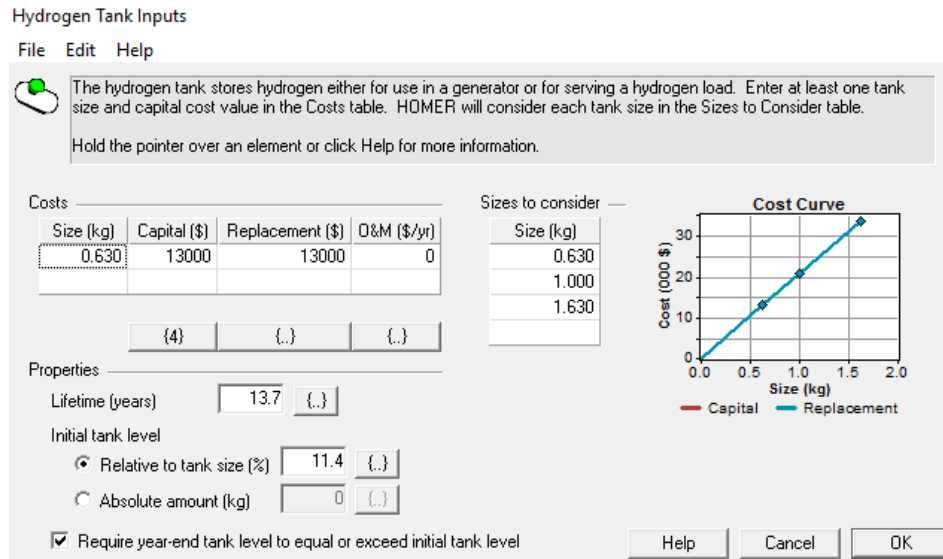 Hydrogen Tank Inputs
File Edit Help
The hydrogen tank stores hydrogen either for use in a generator or for serving a hydrogen load. Enter at least one tank
size and capital cost value in the Costs table. HOMER will consider each tank size in the Sizes to Consider table.
Hold the pointer over an element or click Help for more information.
Costs
Size (kg) Capital ($) Replacement ($) O&M ($/yr)
0.630 13000 13000 0
{4} {..} {..}
Sizes to consider
Size (kg)
0.630
1.000
1.630
Cost Curve
Cost (000 $)
30
20
10
0
0.0 0.5 1.0 1.5 2.0
Size (kg)
Capital Replacement
Properties
Lifetime (years) 13.7 {..}
Initial tank level
Relative to tank size (%) 11.4 {..}
Absolute amount (kg) 0 {..}
Require year-end tank level to equal or exceed initial tank level
Help Cancel OK